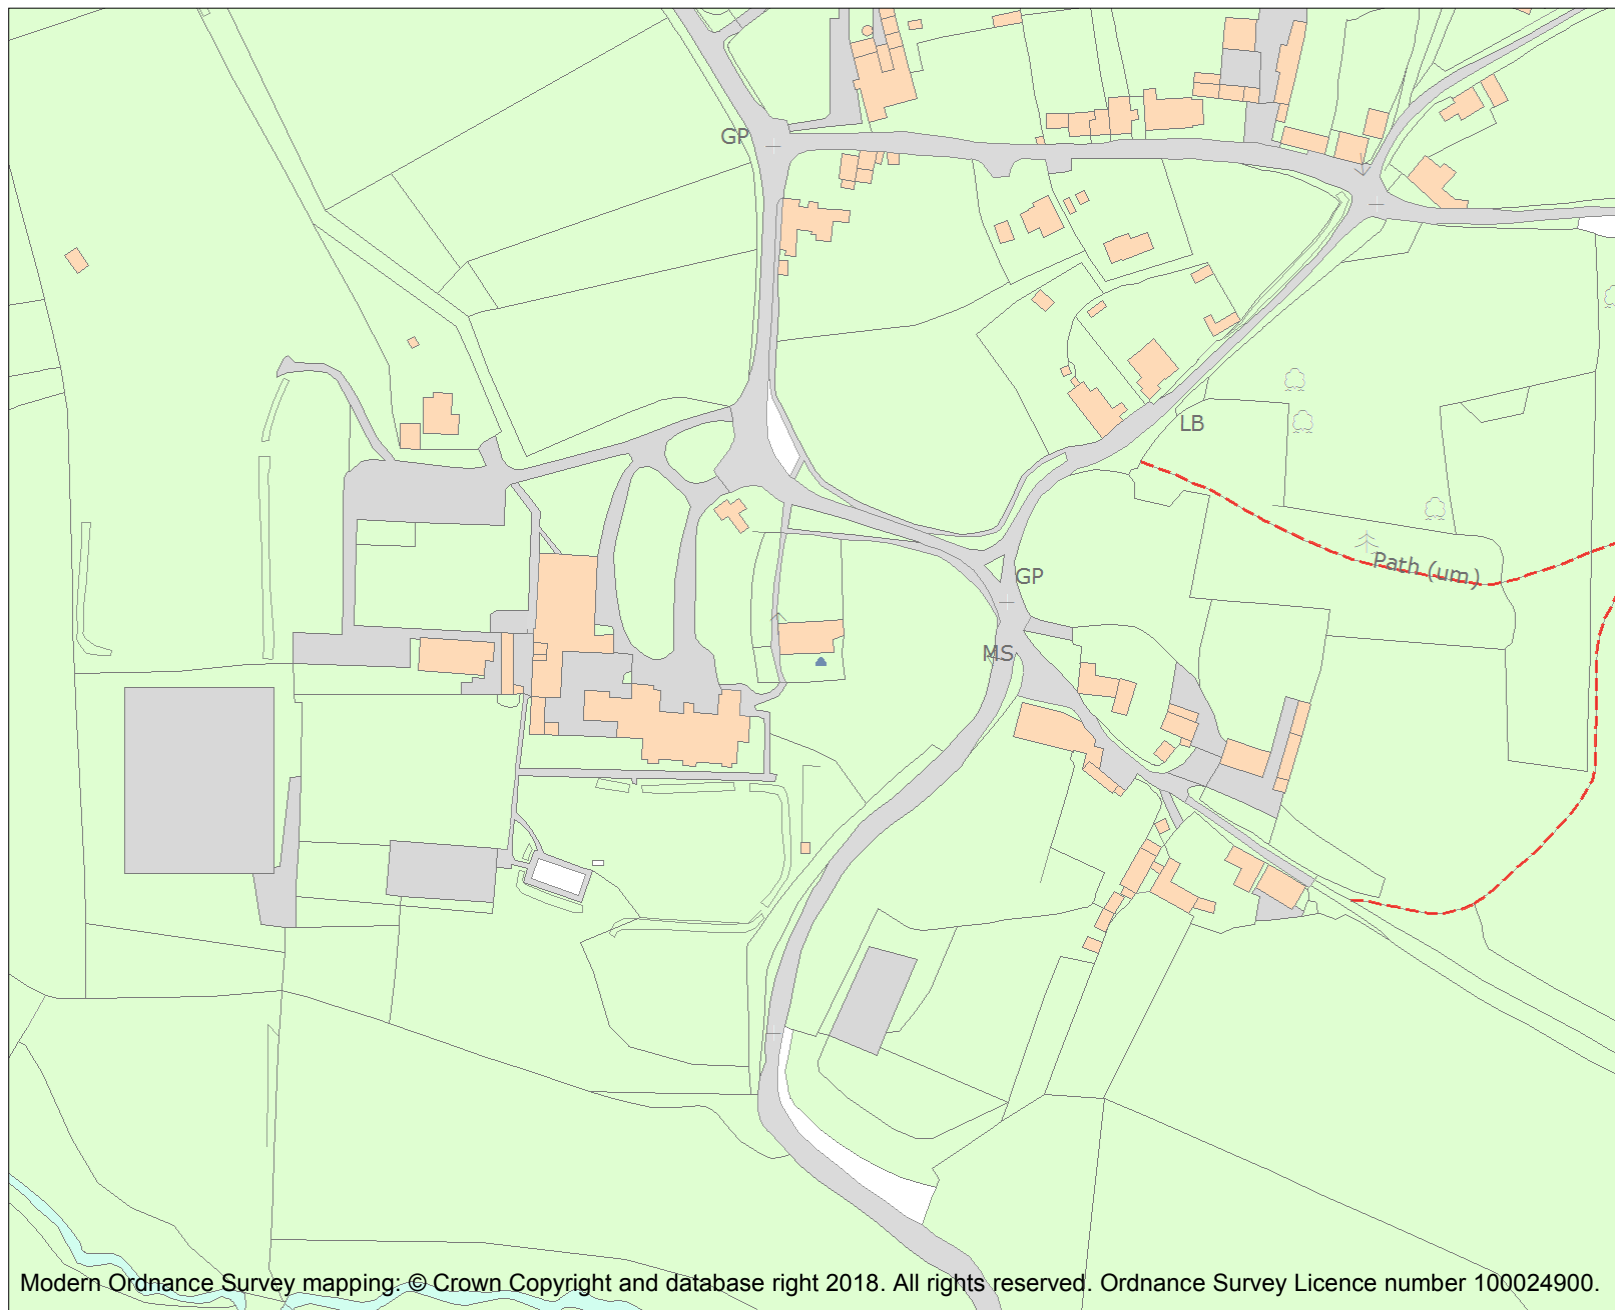 GP
LB
Path (um)
GP
MS
Modern Ordnance Survey mapping: © Crown Copyright and database right 2018. All rights reserved. Ordnance Survey Licence number 100024900.